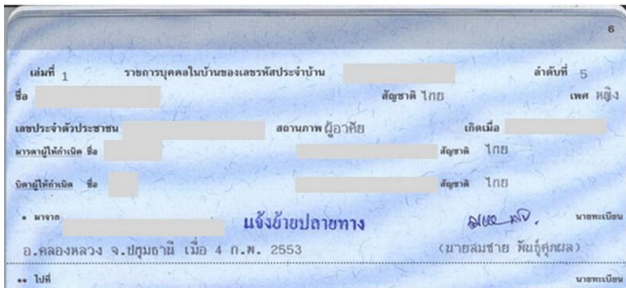 6
เล่มที่ 1 รายการบุคคลในบ้านของเลขรหัสประจำบ้าน ลำดับที่ 5
ชื่อ สัญชาติ ไทย เพศ หญิง
เลขประจำตัวประชาชน สถานภาพ ผู้อาศัย เกิดเมื่อ
มารดาผู้ให้กำเนิด ชื่อ สัญชาติ ไทย
บิดาผู้ให้กำเนิด ชื่อ สัญชาติ ไทย
* มาจาก แจ้งย้ายปลายทาง นายทะเบียน
อ.คลองหลวง จ.ปทุมธานี เมื่อ 4 ก.พ. 2553 (นายสมชาย พันธุ์ศุภผล)
** ไปที่ นายทะเบียน